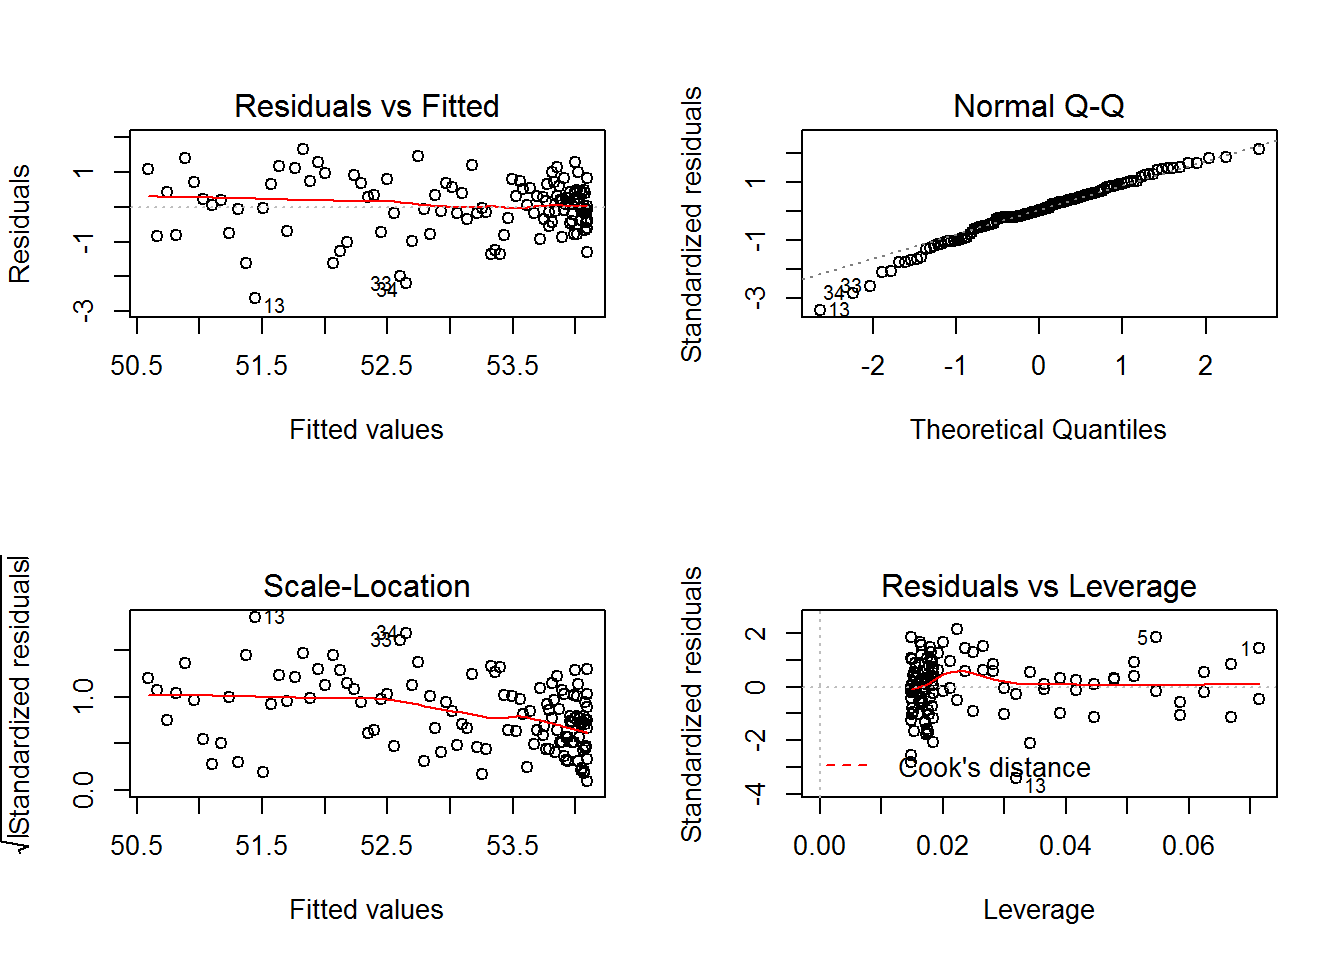 Residuals vs Fitted
Residuals
1
-1
-3
33
34
13
50.5 51.5 52.5 53.5
Fitted values
Normal Q-Q
Standardized residuals
1
-1
-3
33
34
13
-2 -1 0 1 2
Theoretical Quantiles
Scale-Location
√|Standardized residuals|
1.0
0.0
13
34
33
50.5 51.5 52.5 53.5
Fitted values
Residuals vs Leverage
Standardized residuals
2
0
-2
-4
5
1
Cook's distance
13
0.00 0.02 0.04 0.06
Leverage